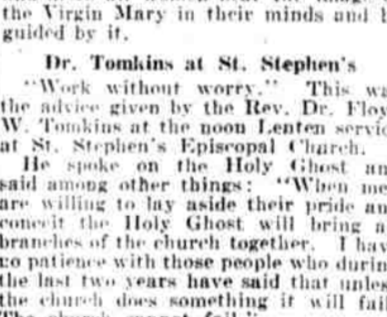 the Virgin Mary in their minds and b
guided by it.
Dr. Tomkins at St. Stephen's
"Work without worry." This wa
the advice given by the Rev. Dr. Floy
W. Tomkins at the noon Lenten servic
at St. Stephen's Episcopal Church.
He spoke on the Holy Ghost an
said among other things: "When me
are willing to lay aside their pride an
conceit the Holy Ghost will bring a
branches of the church together. I hav
no patience with those people who durin
the last two years have said that unles
the church does something it will fail